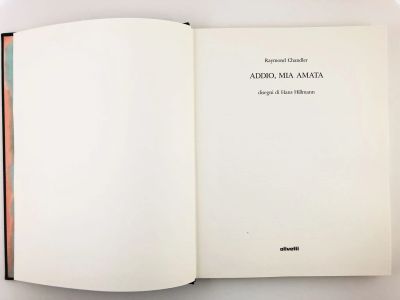 Raymond Chandler
ADDIO, MIA AMATA
disegni di Hans Hillmann
olivetti